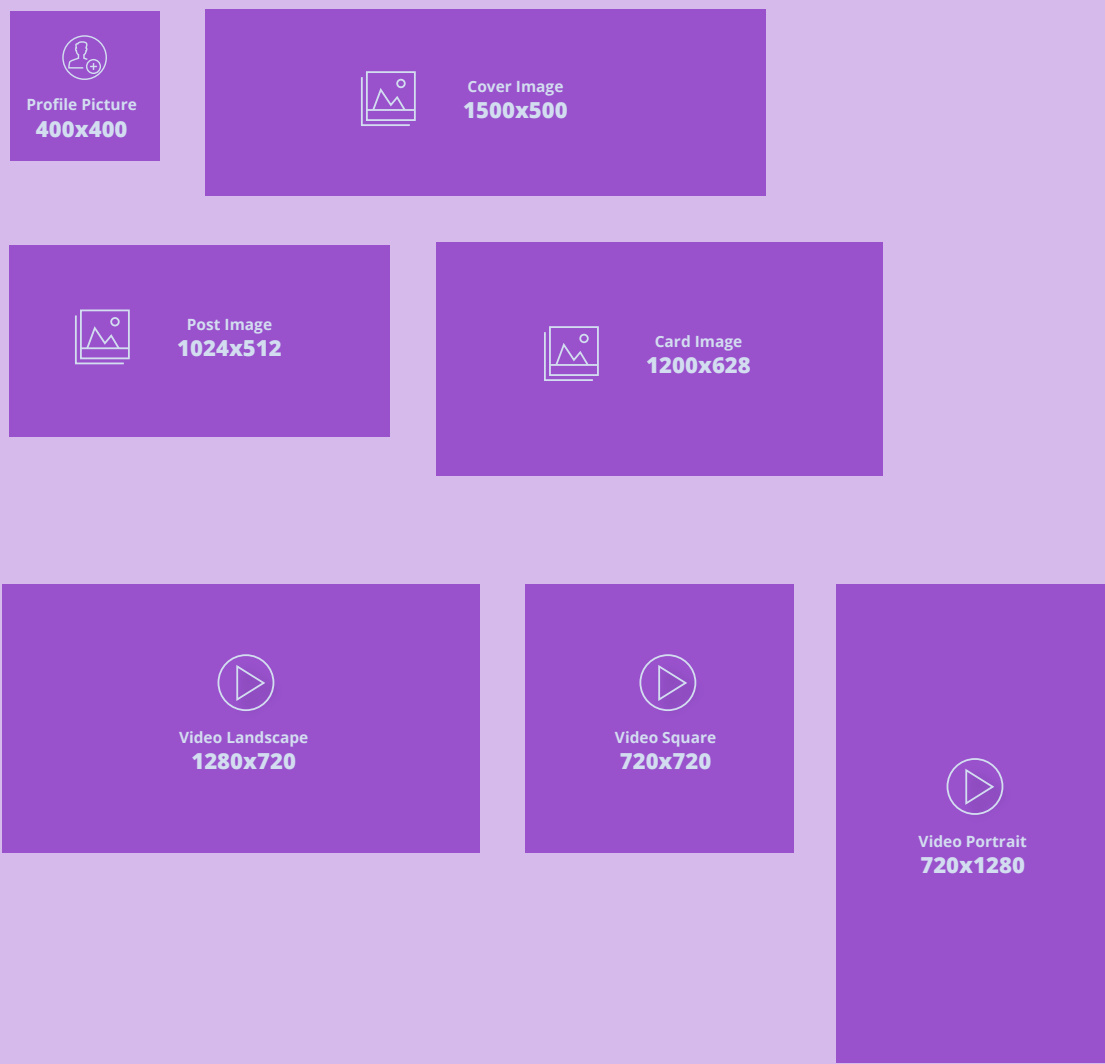 Profile Picture
400x400
Cover Image
1500x500
Post Image
1024x512
Card Image
1200x628
Video Landscape
1280x720
Video Square
720x720
Video Portrait
720x1280